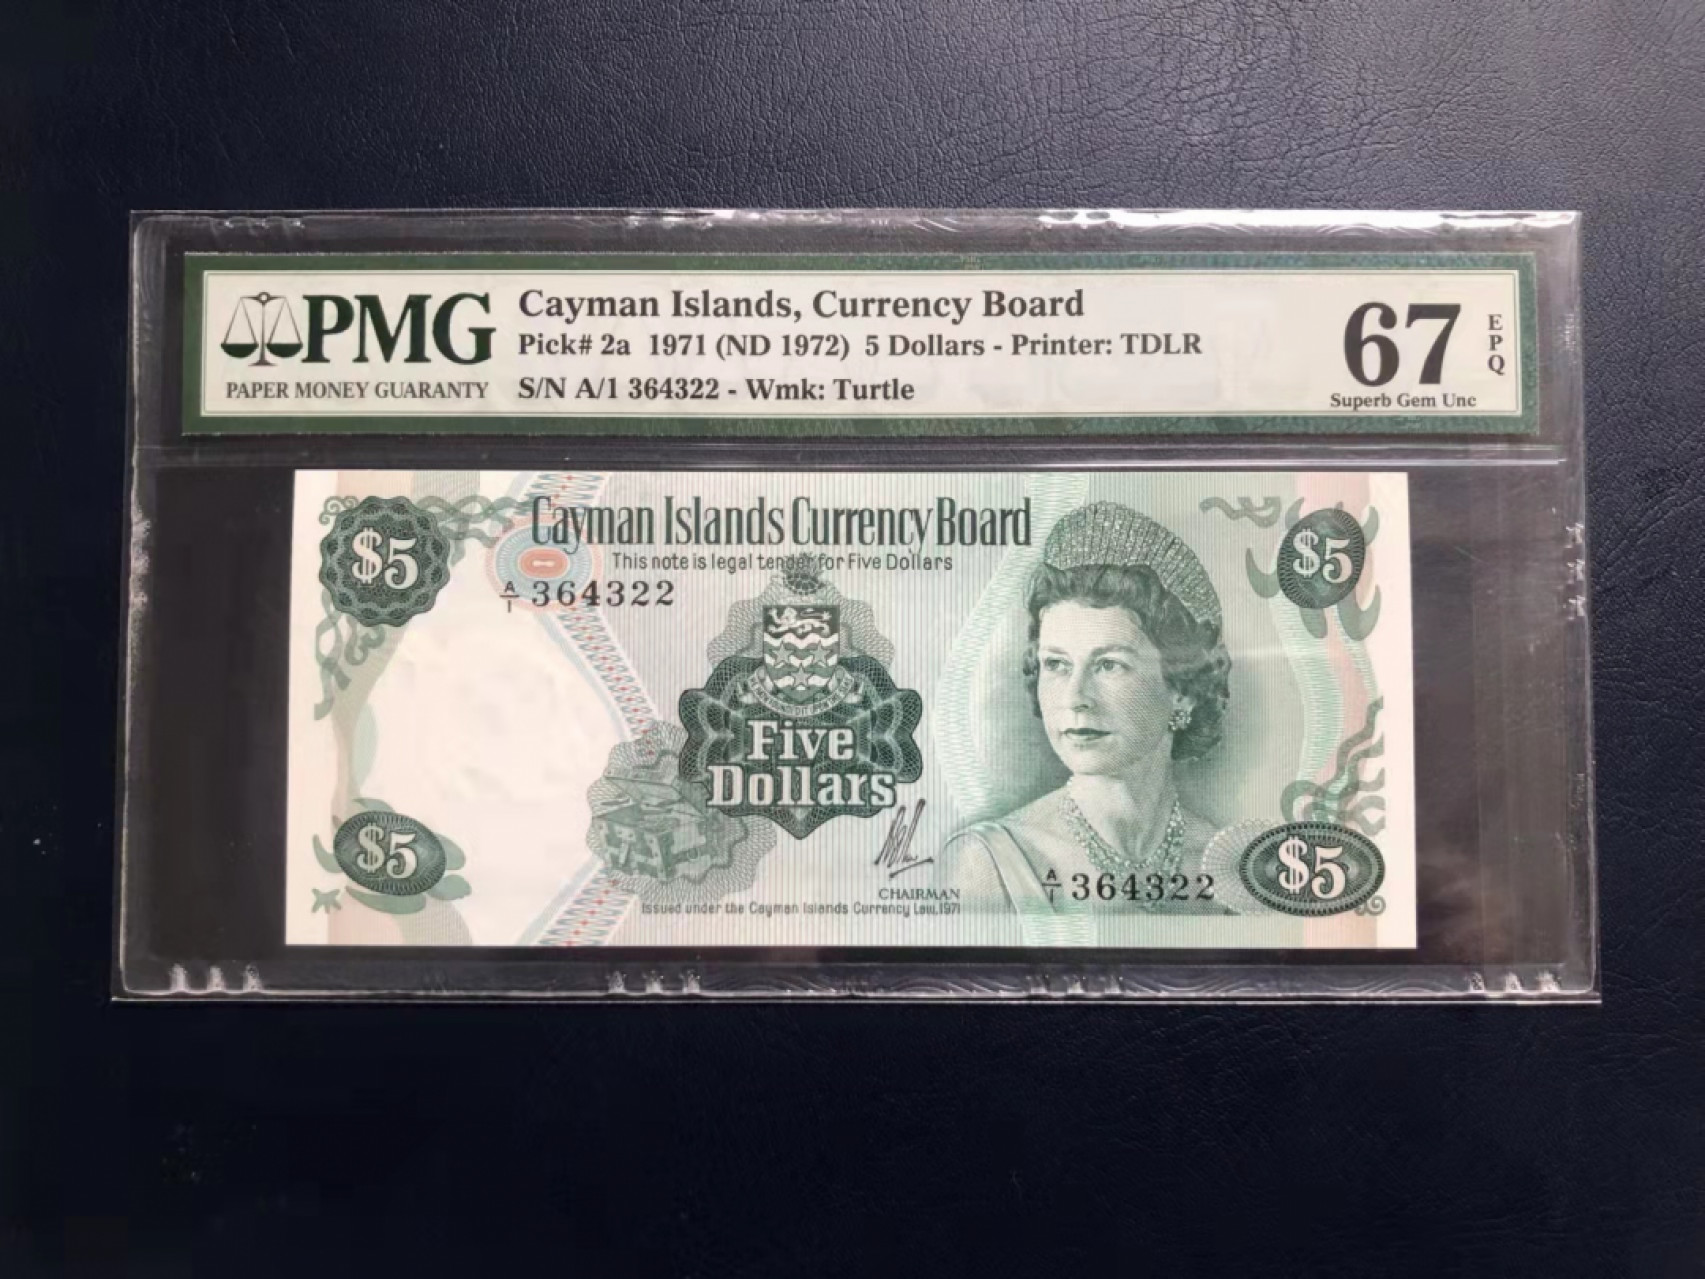 PMG
PAPER MONEY GUARANTY
Cayman Islands, Currency Board
Pick# 2a 1971 (ND 1972) 5 Dollars - Printer: TDLR
S/N A/1 364322 - Wmk: Turtle
67
EPQ
Superb Gem Unc
$5
Cayman Islands Currency Board
$5
This note is legal tender for Five Dollars
A/1 364322
Five
Dollars
$5
CHAIRMAN
A/1 364322
$5
Issued under the Cayman Islands Currency Law, 1971